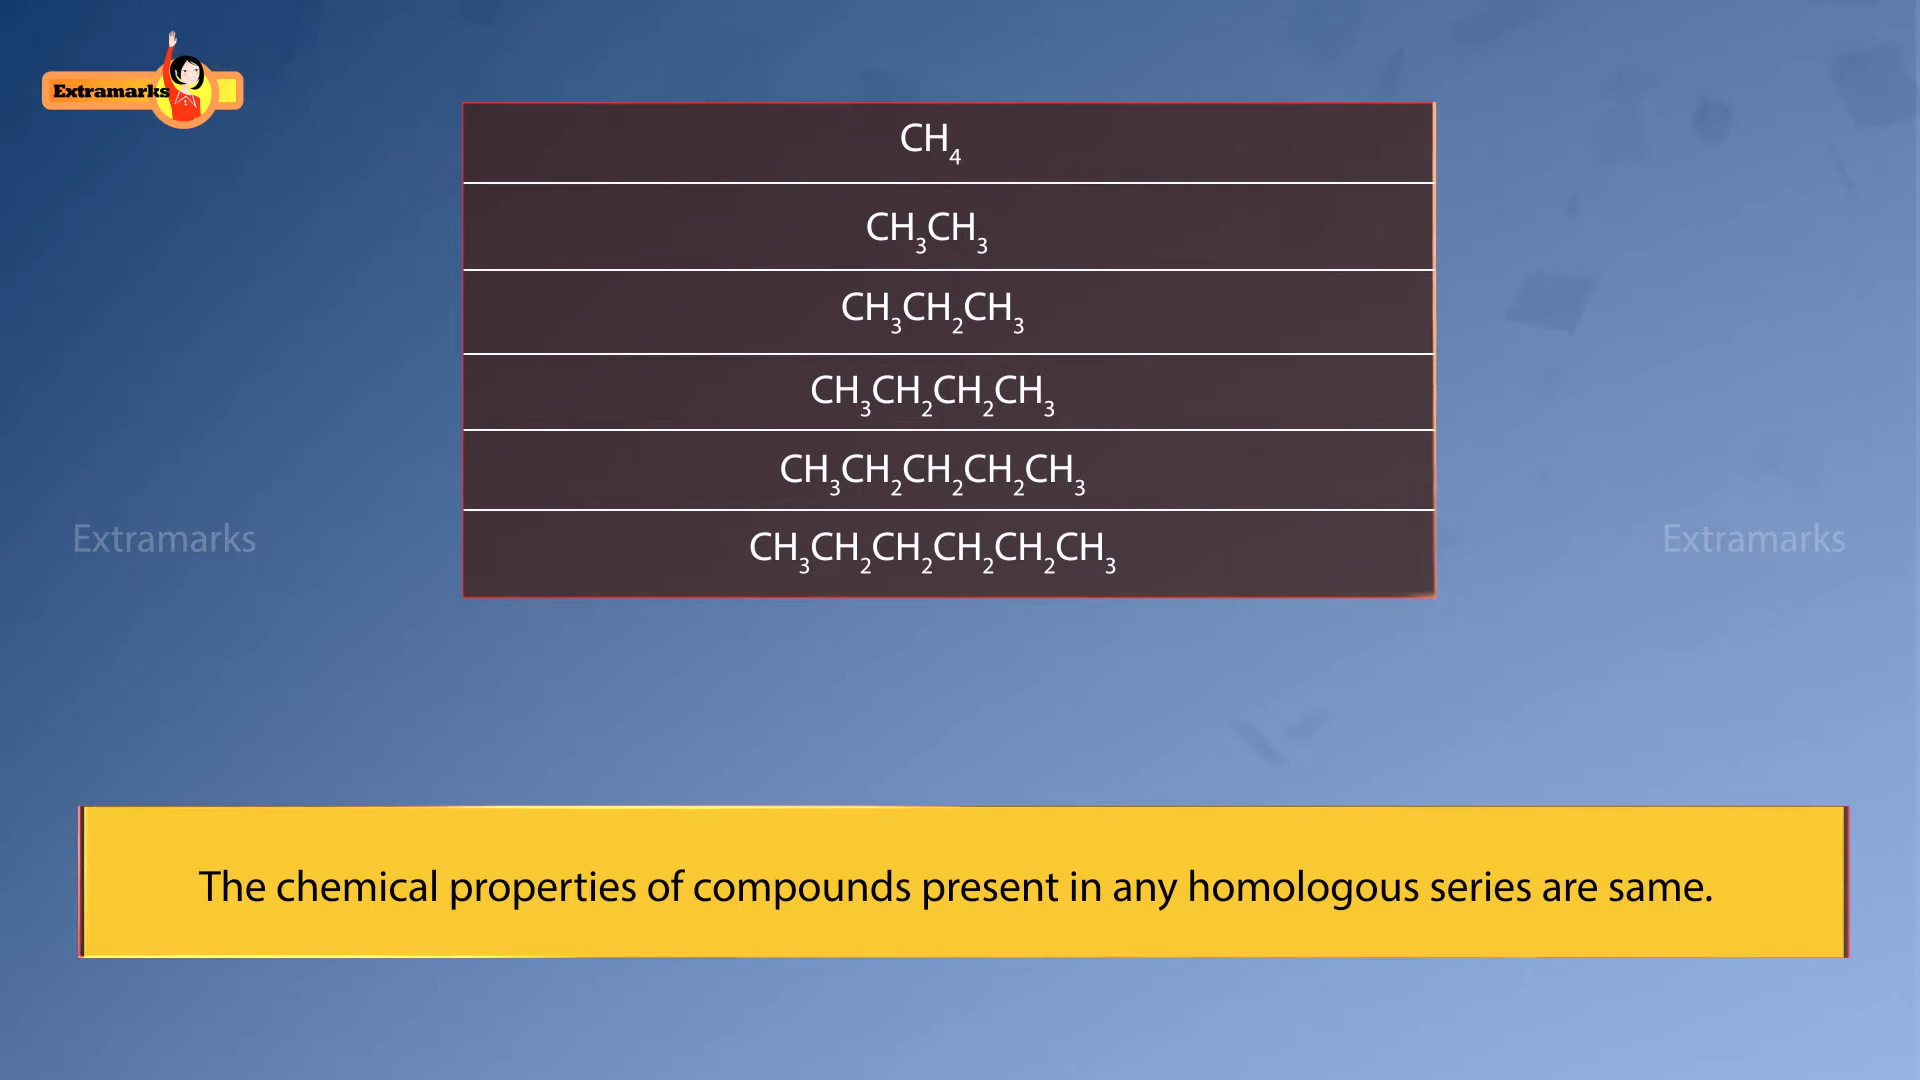 Extramarks
CH₄
CH₃CH₃
CH₃CH₂CH₃
CH₃CH₂CH₂CH₃
CH₃CH₂CH₂CH₂CH₃
CH₃CH₂CH₂CH₂CH₂CH₃
Extramarks
Extramarks
The chemical properties of compounds present in any homologous series are same.